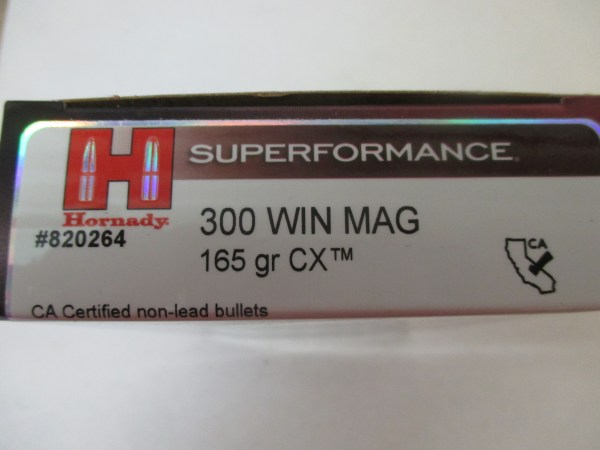 H SUPERFORMANCE
Hornady
#820264
300 WIN MAG
165 gr CX™
CA
CA Certified non-lead bullets